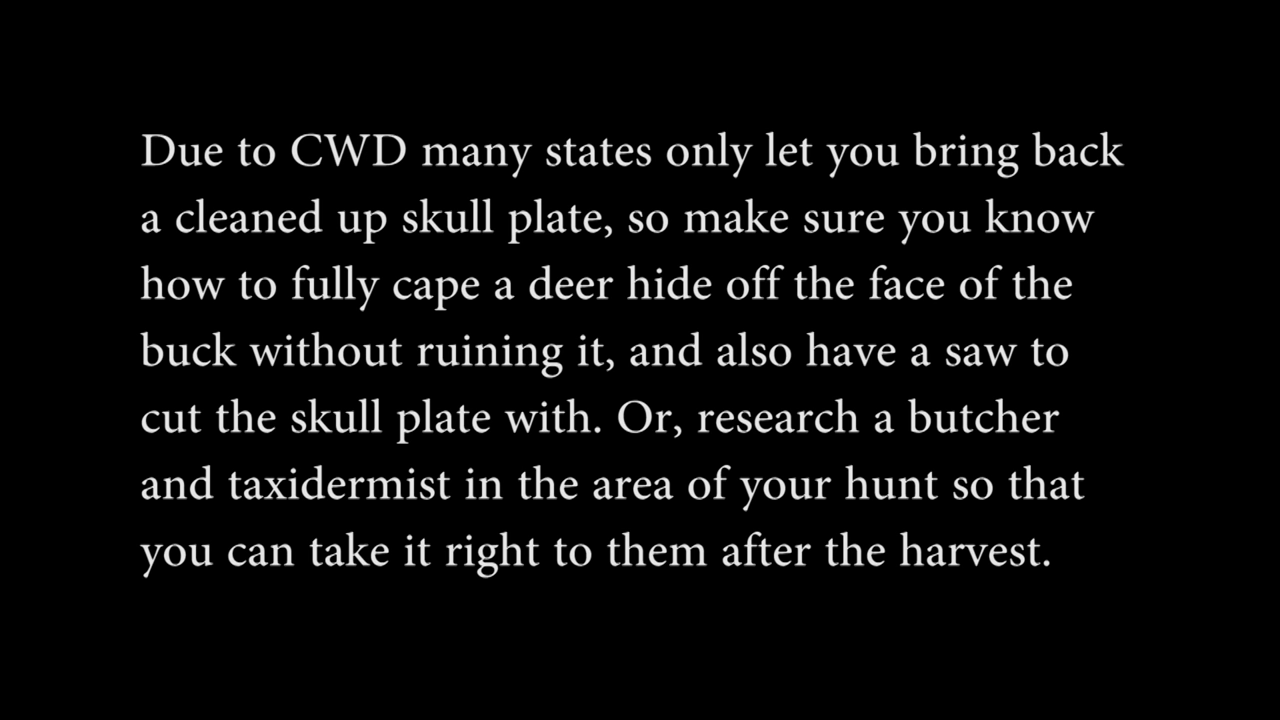 Due to CWD many states only let you bring back
a cleaned up skull plate, so make sure you know
how to fully cape a deer hide off the face of the
buck without ruining it, and also have a saw to
cut the skull plate with. Or, research a butcher
and taxidermist in the area of your hunt so that
you can take it right to them after the harvest.